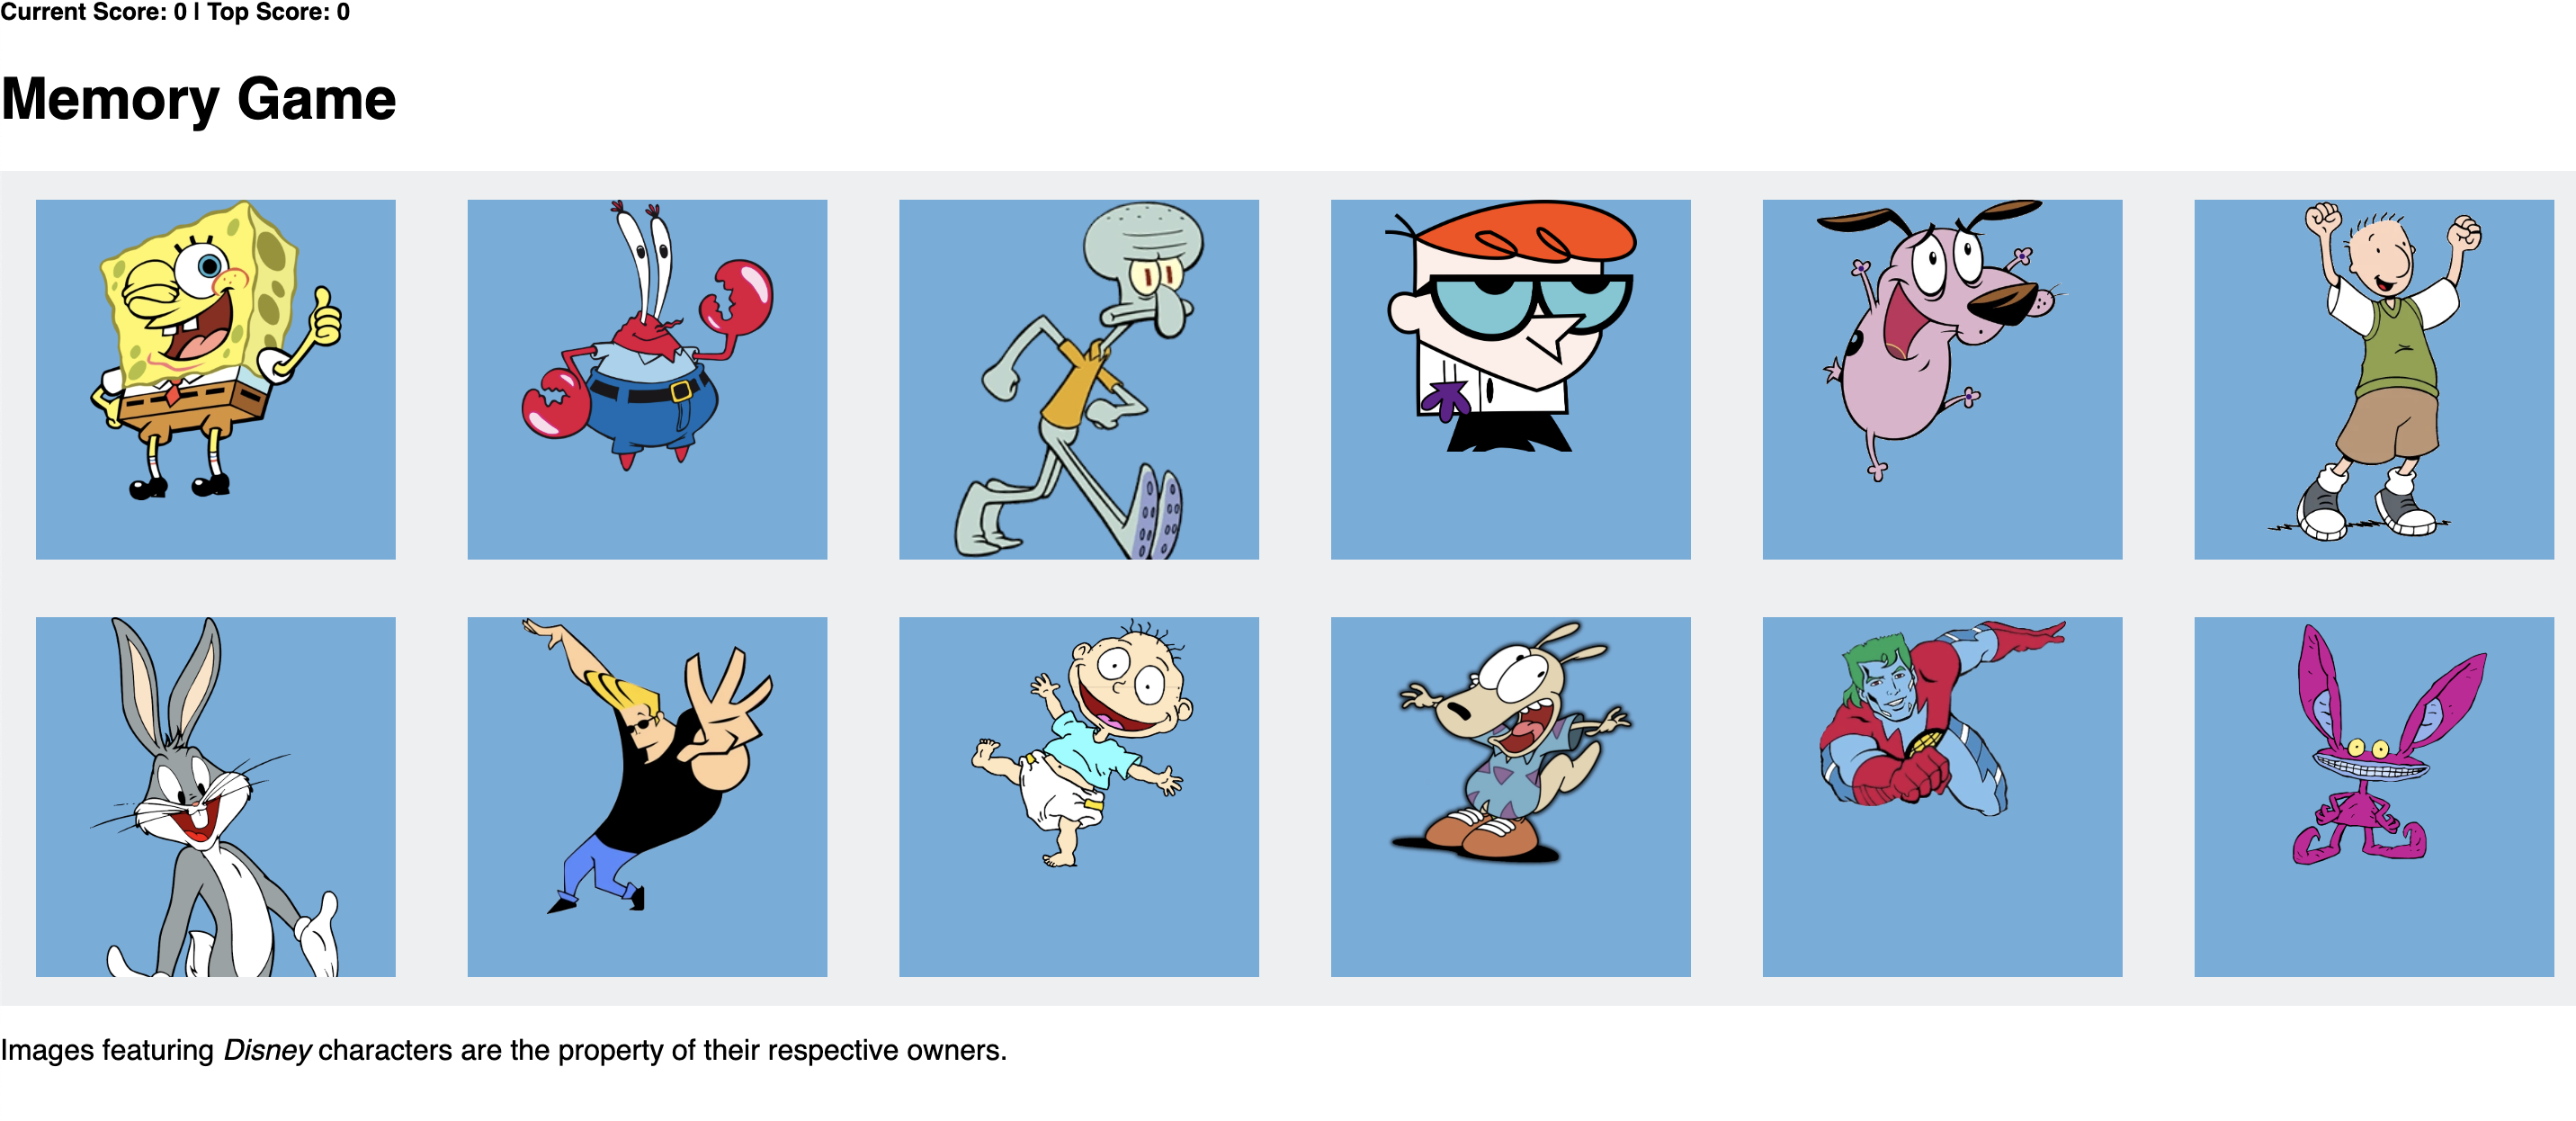 Current Score: 0 | Top Score: 0
Memory Game
Images featuring Disney characters are the property of their respective owners.